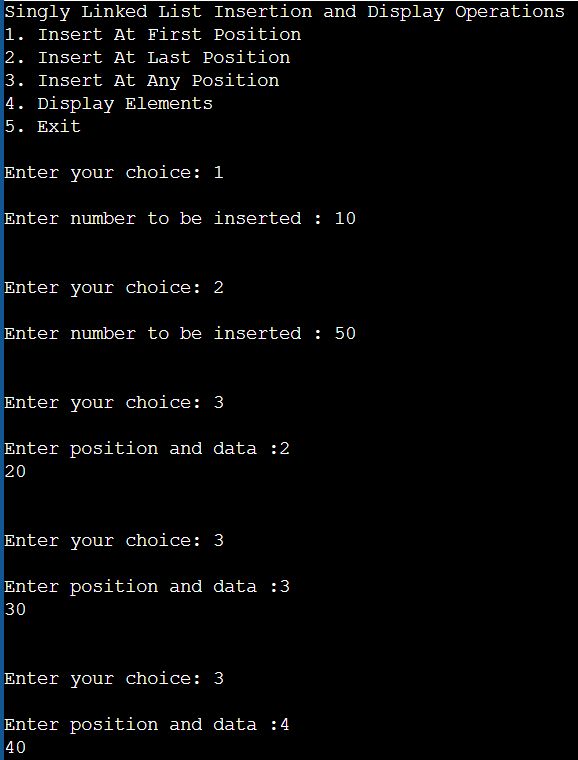 Singly Linked List Insertion and Display Operations
1. Insert At First Position
2. Insert At Last Position
3. Insert At Any Position
4. Display Elements
5. Exit
Enter your choice: 1
Enter number to be inserted : 10
Enter your choice: 2
Enter number to be inserted : 50
Enter your choice: 3
Enter position and data :2
20
Enter your choice: 3
Enter position and data :3
30
Enter your choice: 3
Enter position and data :4
40